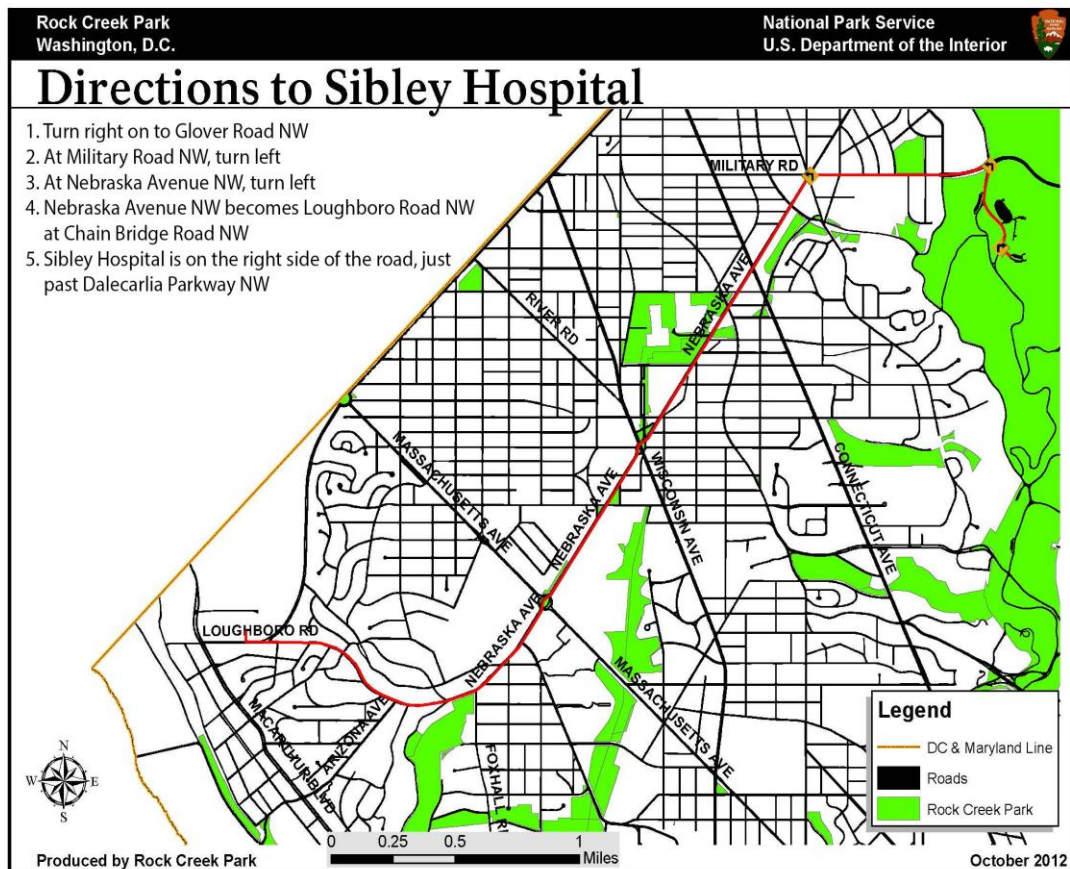 Rock Creek Park
Washington, D.C.
National Park Service
U.S. Department of the Interior
Directions to Sibley Hospital
1. Turn right on to Glover Road NW
2. At Military Road NW, turn left
3. At Nebraska Avenue NW, turn left
4. Nebraska Avenue NW becomes Loughboro Road NW
at Chain Bridge Road NW
5. Sibley Hospital is on the right side of the road, just
past Dalecarlia Parkway NW
MILITARY RD
NEBRASKA AVE
RIVER RD
MASSACHUSETTS AVE
WISCONSIN AVE
CONNECTICUT AVE
NEBRASKA AVE
NEBRASKA AVE
LOUGHBORO RD
MASSACHUSETTS AVE
MACARTHUR BLVD
ARIZONA AVE
FOXHALL R
N
W
E
S
Legend
DC & Maryland Line
Roads
Rock Creek Park
0 0.25 0.5 1
Miles
Produced by Rock Creek Park
October 2012